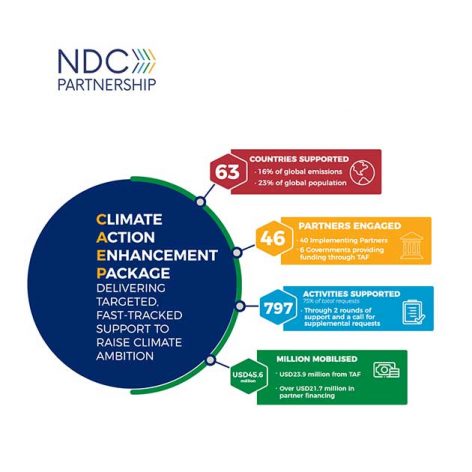 NDC
PARTNERSHIP
CLIMATE
ACTION
ENHANCEMENT
PACKAGE
DELIVERING
TARGETED,
FAST-TRACKED
SUPPORT TO
RAISE CLIMATE
AMBITION
63
COUNTRIES SUPPORTED
• 16% of global emissions
• 23% of global population
46
PARTNERS ENGAGED
• 40 Implementing Partners
• 6 Governments providing
funding through TAF
797
ACTIVITIES SUPPORTED
75% of total requests
• Through 2 rounds of
support and a call for
supplemental requests
USD45.6
million
MILLION MOBILISED
• USD23.9 million from TAF
• Over USD21.7 million in
partner financing